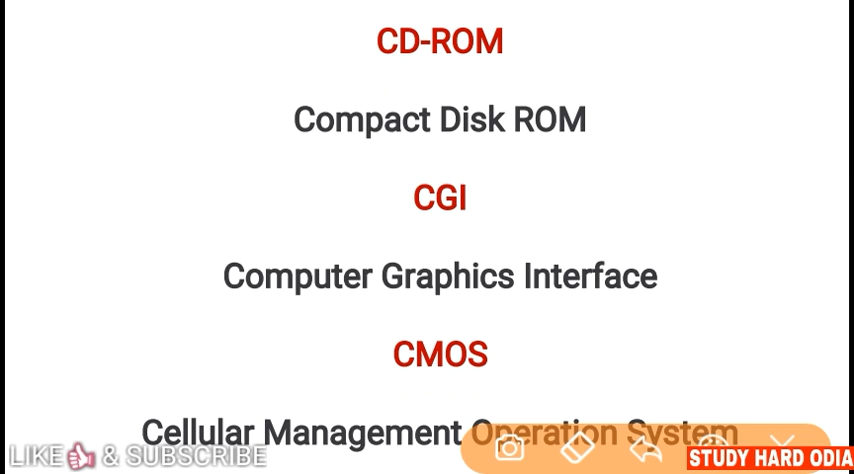 CD-ROM
Compact Disk ROM
CGI
Computer Graphics Interface
CMOS
Cellular Management Operation System
LIKE & SUBSCRIBE
STUDY HARD ODIA